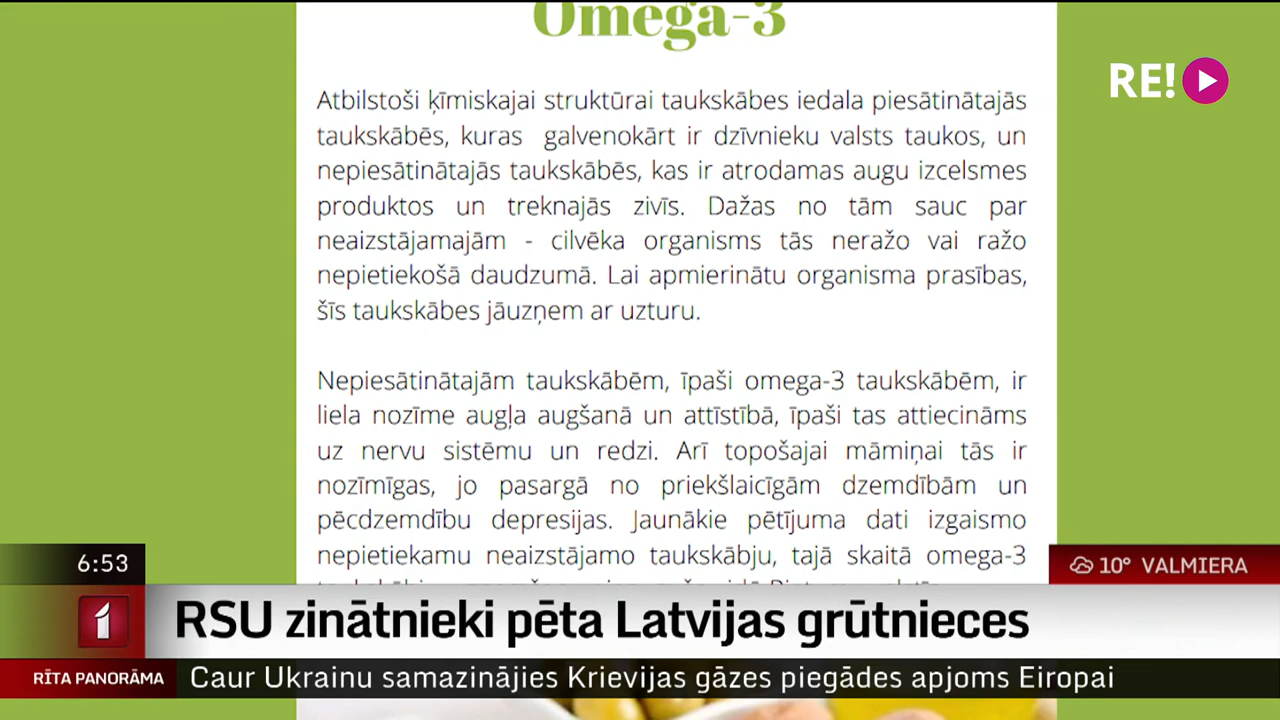 Omega-3
RE!
Atbilstoši ķīmiskajai struktūrai taukskābes iedala piesātinātajās
taukskābēs, kuras galvenokārt ir dzīvnieku valsts taukos, un
nepiesātinātajās taukskābēs, kas ir atrodamas augu izcelsmes
produktos un treknajās zivīs. Dažas no tām sauc par
neaizstājamajām - cilvēka organisms tās neražo vai ražo
nepietiekošā daudzumā. Lai apmierinātu organisma prasības,
šīs taukskābes jāuzņem ar uzturu.
Nepiesātinātajām taukskābēm, īpaši omega-3 taukskābēm, ir
liela nozīme augļa augšanā un attīstībā, īpaši tas attiecināms
uz nervu sistēmu un redzi. Arī topošajai māmiņai tās ir
nozīmīgas, jo pasargā no priekšlaicīgām dzemdībām un
pēcdzemdību depresijas. Jaunākie pētījuma dati izgaismo
nepietiekamu neaizstājamo taukskābju, tajā skaitā omega-3
6:53
10° VALMIERA
1
RSU zinātnieki pēta Latvijas grūtnieces
RĪTA PANORĀMA
Caur Ukrainu samazinājies Krievijas gāzes piegādes apjoms Eiropai